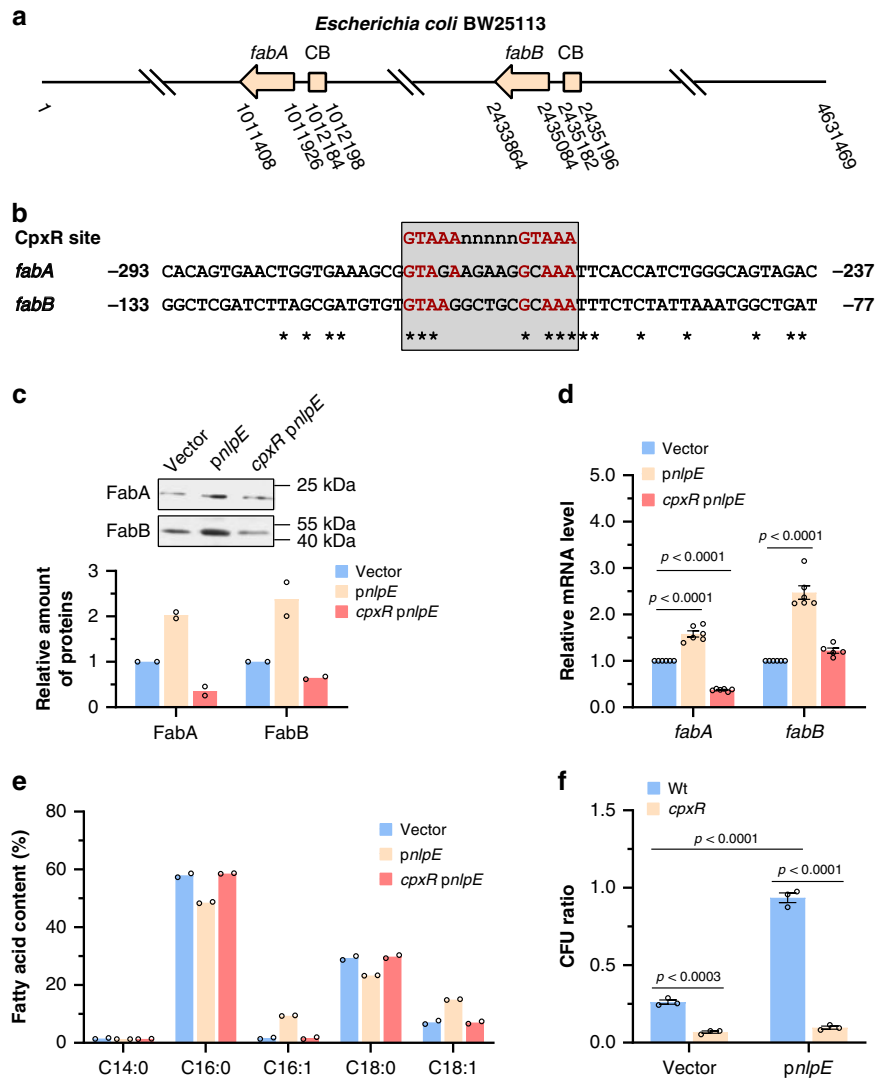 a
Escherichia coli BW25113
fabA CB fabB CB
1 1011408 1011926 1012184 1012198 2433864 2435084 2435182 2435196 4631469
b
CpxR site GTAAAnnnnnGTAAA
fabA −293 CACAGTGAACTGGTGAAAGCGGTAGAAGAAGGCAAATTCACCATCTGGGCAGTAGAC −237
fabB −133 GGCTCGATCTTAGCGATGTGTGTAAGGCTGCGCAAATTTCTCTATTAAATGGCTGAT −77
* * ** *** * ***** * * * **
c
Vector pnlpE cpxR pnlpE
FabA 25 kDa
FabB 55 kDa
40 kDa
Relative amount of proteins
3
2
1
0
Vector
pnlpE
cpxR pnlpE
FabA FabB
d
Vector
pnlpE
cpxR pnlpE
Relative mRNA level
5.0
4.0
3.0
2.0
1.0
0.0
p < 0.0001
p < 0.0001
p < 0.0001
fabA fabB
e
Fatty acid content (%)
80
60
40
20
0
Vector
pnlpE
cpxR pnlpE
C14:0 C16:0 C16:1 C18:0 C18:1
f
Wt
cpxR
CFU ratio
1.5
1.0
0.5
0.0
p < 0.0001
p < 0.0001
p < 0.0003
Vector pnlpE